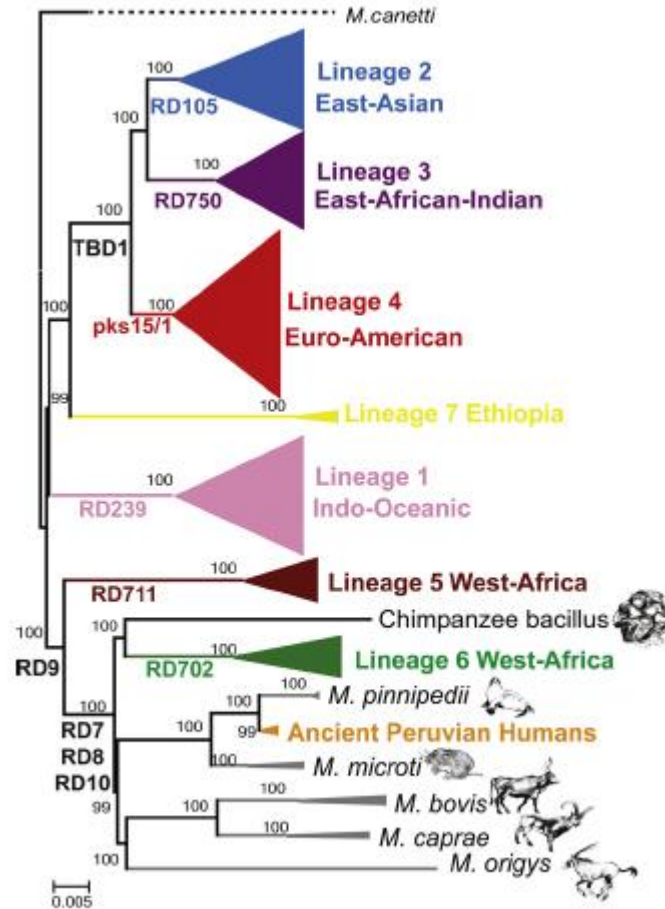 M.canetti
100
Lineage 2
RD105
East-Asian
100
Lineage 3
RD750
East-African-Indian
100
TBD1
Lineage 4
100
100
pks15/1
Euro-American
99
100
Lineage 7 Ethiopia
100
Lineage 1
RD239
Indo-Oceanic
100
RD711
Lineage 5 West-Africa
100
100
Chimpanzee bacillus
RD9
RD702
100
Lineage 6 West-Africa
100
100
M. pinnipedii
RD7
100
100
99
Ancient Peruvian Humans
RD8
RD10
100
M. microti
99
100
100
M. bovis
100
M. caprae
100
M. origys
0.005